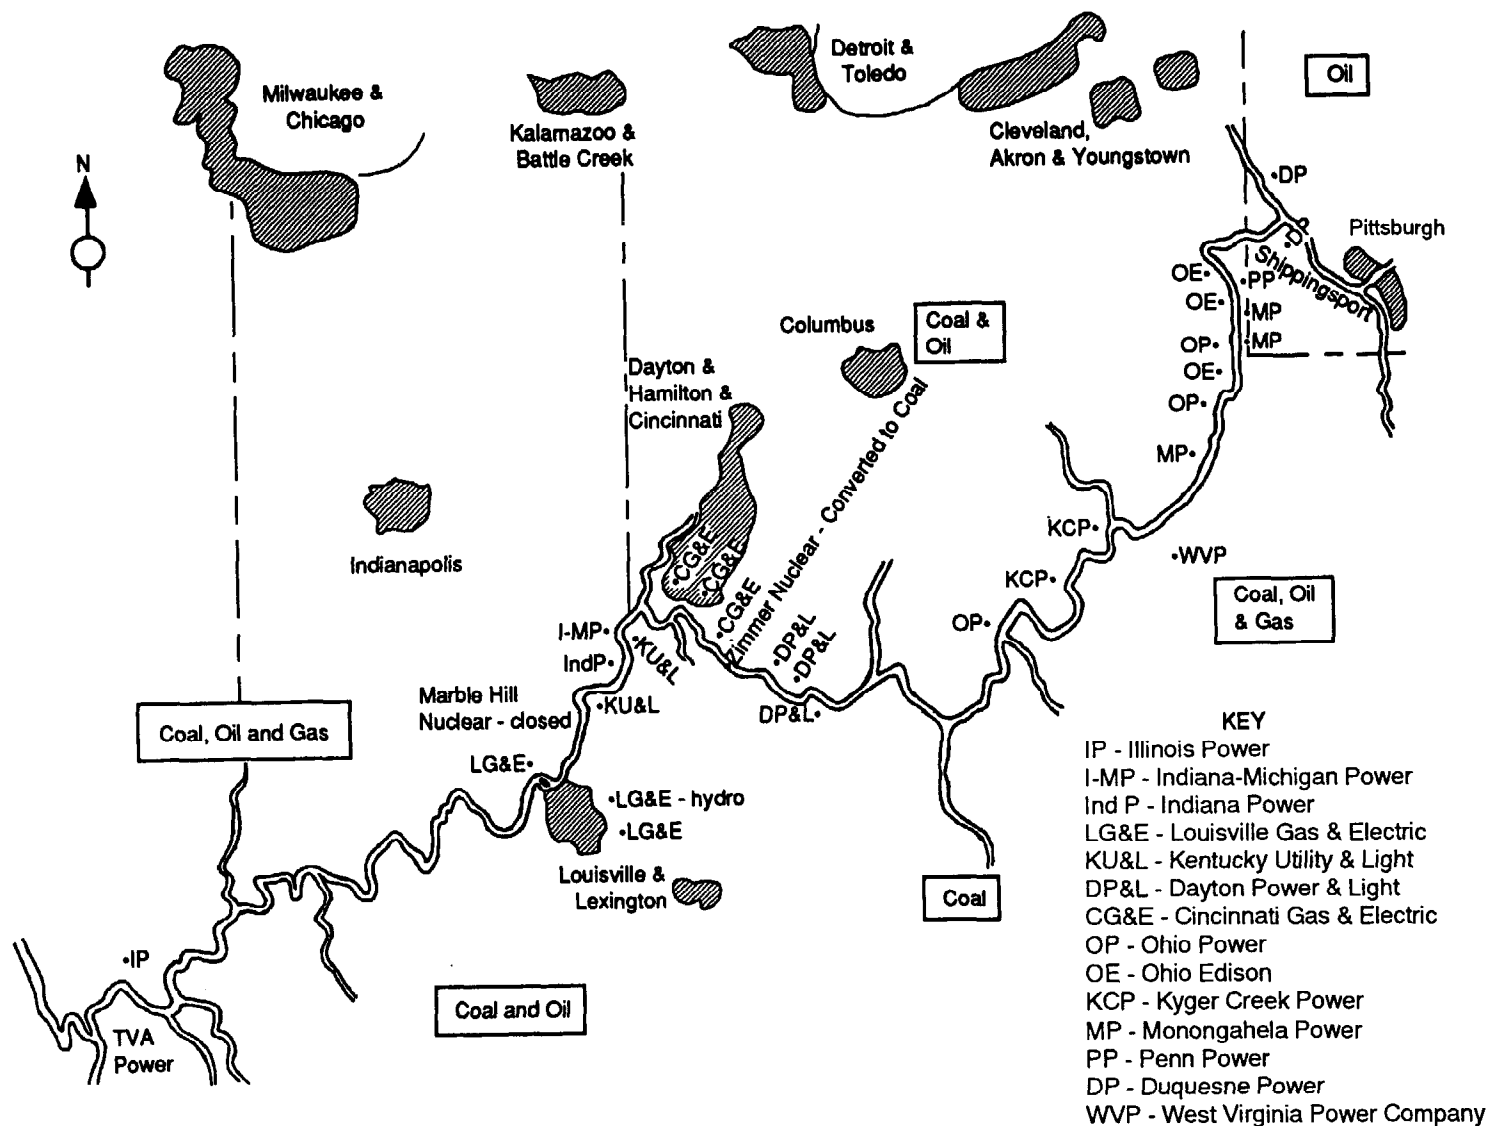 Milwaukee &
Chicago
Kalamazoo &
Battle Creek
Detroit &
Toledo
Cleveland,
Akron & Youngstown
Oil
N
DP
DP
Shippingsport
Pittsburgh
OE
PP
OE
MP
OP
MP
OE
OP
MP
Columbus
Coal &
Oil
Dayton &
Hamilton &
Cincinnati
Indianapolis
CG&E
CG&E
CG&E
Zimmer Nuclear - Converted to Coal
KCP
WVP
KCP
Coal, Oil
& Gas
OP
I-MP
KU&L
IndP
DP&L
DP&L
Marble Hill
Nuclear - closed
KU&L
DP&L
Coal, Oil and Gas
LG&E
LG&E - hydro
LG&E
Louisville &
Lexington
Coal
IP
Coal and Oil
TVA
Power
KEY
IP - Illinois Power
I-MP - Indiana-Michigan Power
Ind P - Indiana Power
LG&E - Louisville Gas & Electric
KU&L - Kentucky Utility & Light
DP&L - Dayton Power & Light
CG&E - Cincinnati Gas & Electric
OP - Ohio Power
OE - Ohio Edison
KCP - Kyger Creek Power
MP - Monongahela Power
PP - Penn Power
DP - Duquesne Power
WVP - West Virginia Power Company